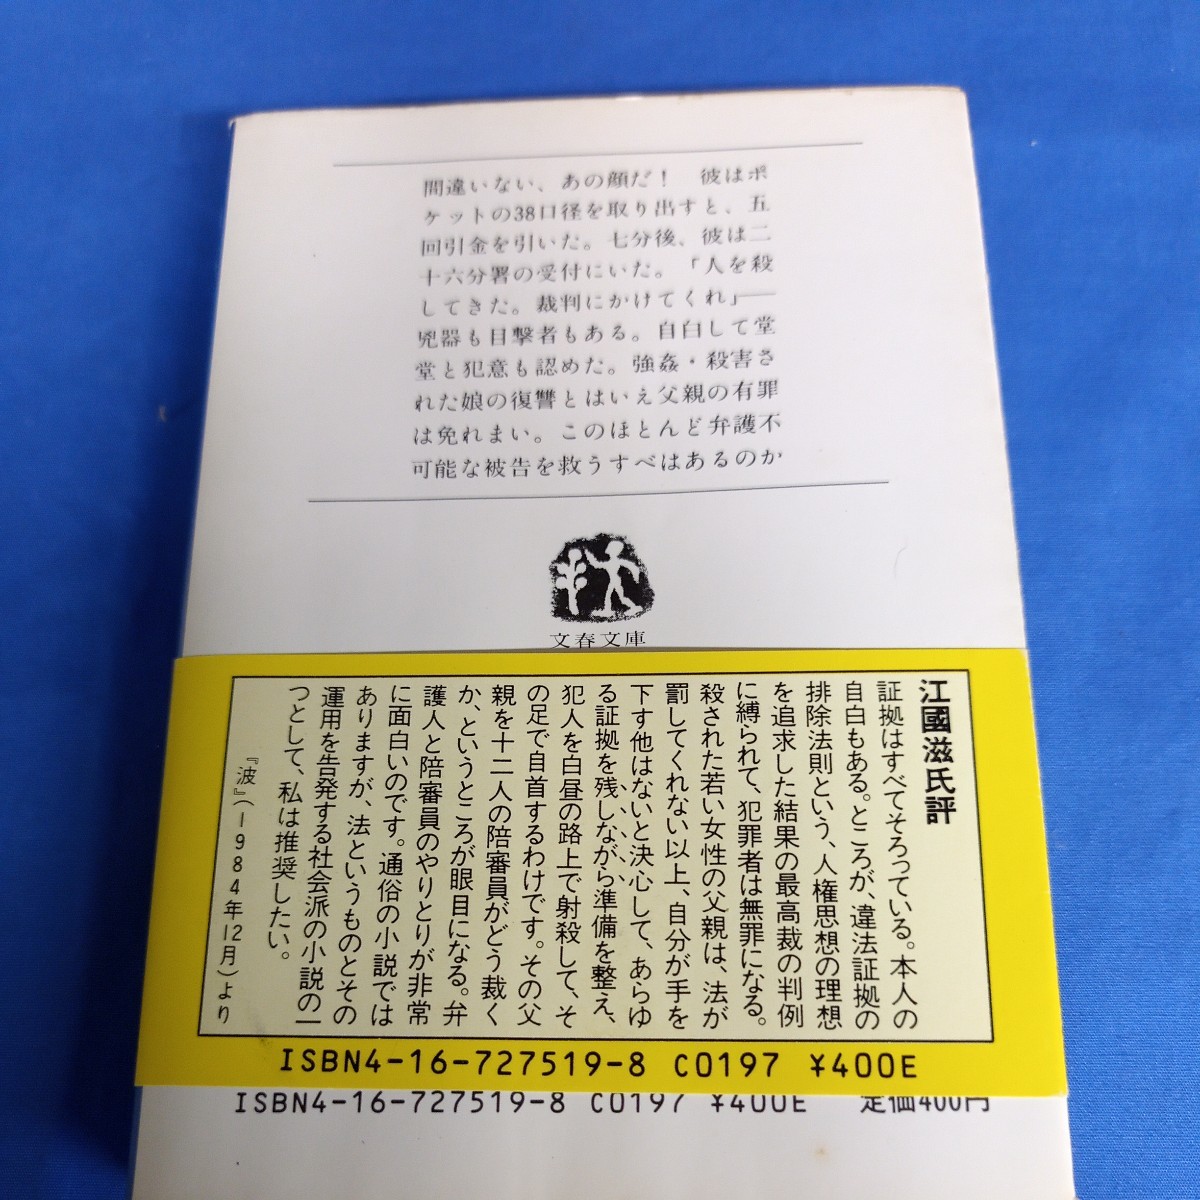 間違いない、あの顔だ！　彼はポ
ケットの38口径を取り出すと、五
回引金を引いた。七分後、彼は二
十六分署の受付にいた。「人を殺
してきた。裁判にかけてくれ」――
兇器も目撃者もある。自白して堂
堂と犯意も認めた。強姦・殺害さ
れた娘の復讐とはいえ父親の有罪
は免れまい。このほとんど弁護不
可能な被告を救うすべはあるのか
文春文庫
江國滋氏評
証拠はすべてそろっている。本人の
自白もある。ところが、違法証拠の
排除法則という、人権思想の理想
を追求した結果の最高裁の判例
に縛られて、犯罪者は無罪になる。
殺された若い女性の父親は、法が
罰してくれない以上、自分が手を
下す他はないと決心して、あらゆ
る証拠を残しながら準備を整え、
犯人を白昼の路上で射殺して、そ
の足で自首するわけです。その父
親を十二人の陪審員がどう裁く
か、というところが眼目になる。弁
護人と陪審員のやりとりが非常
に面白いのです。通俗の小説では
ありますが、法というものとその
運用を告発する社会派の小説の一
つとして、私は推奨したい。
『波』(1984年12月)より
ISBN4-16-727519-8 C0197 ¥400E
ISBN4-16-727519-8 C0197 ¥400E　定価400円